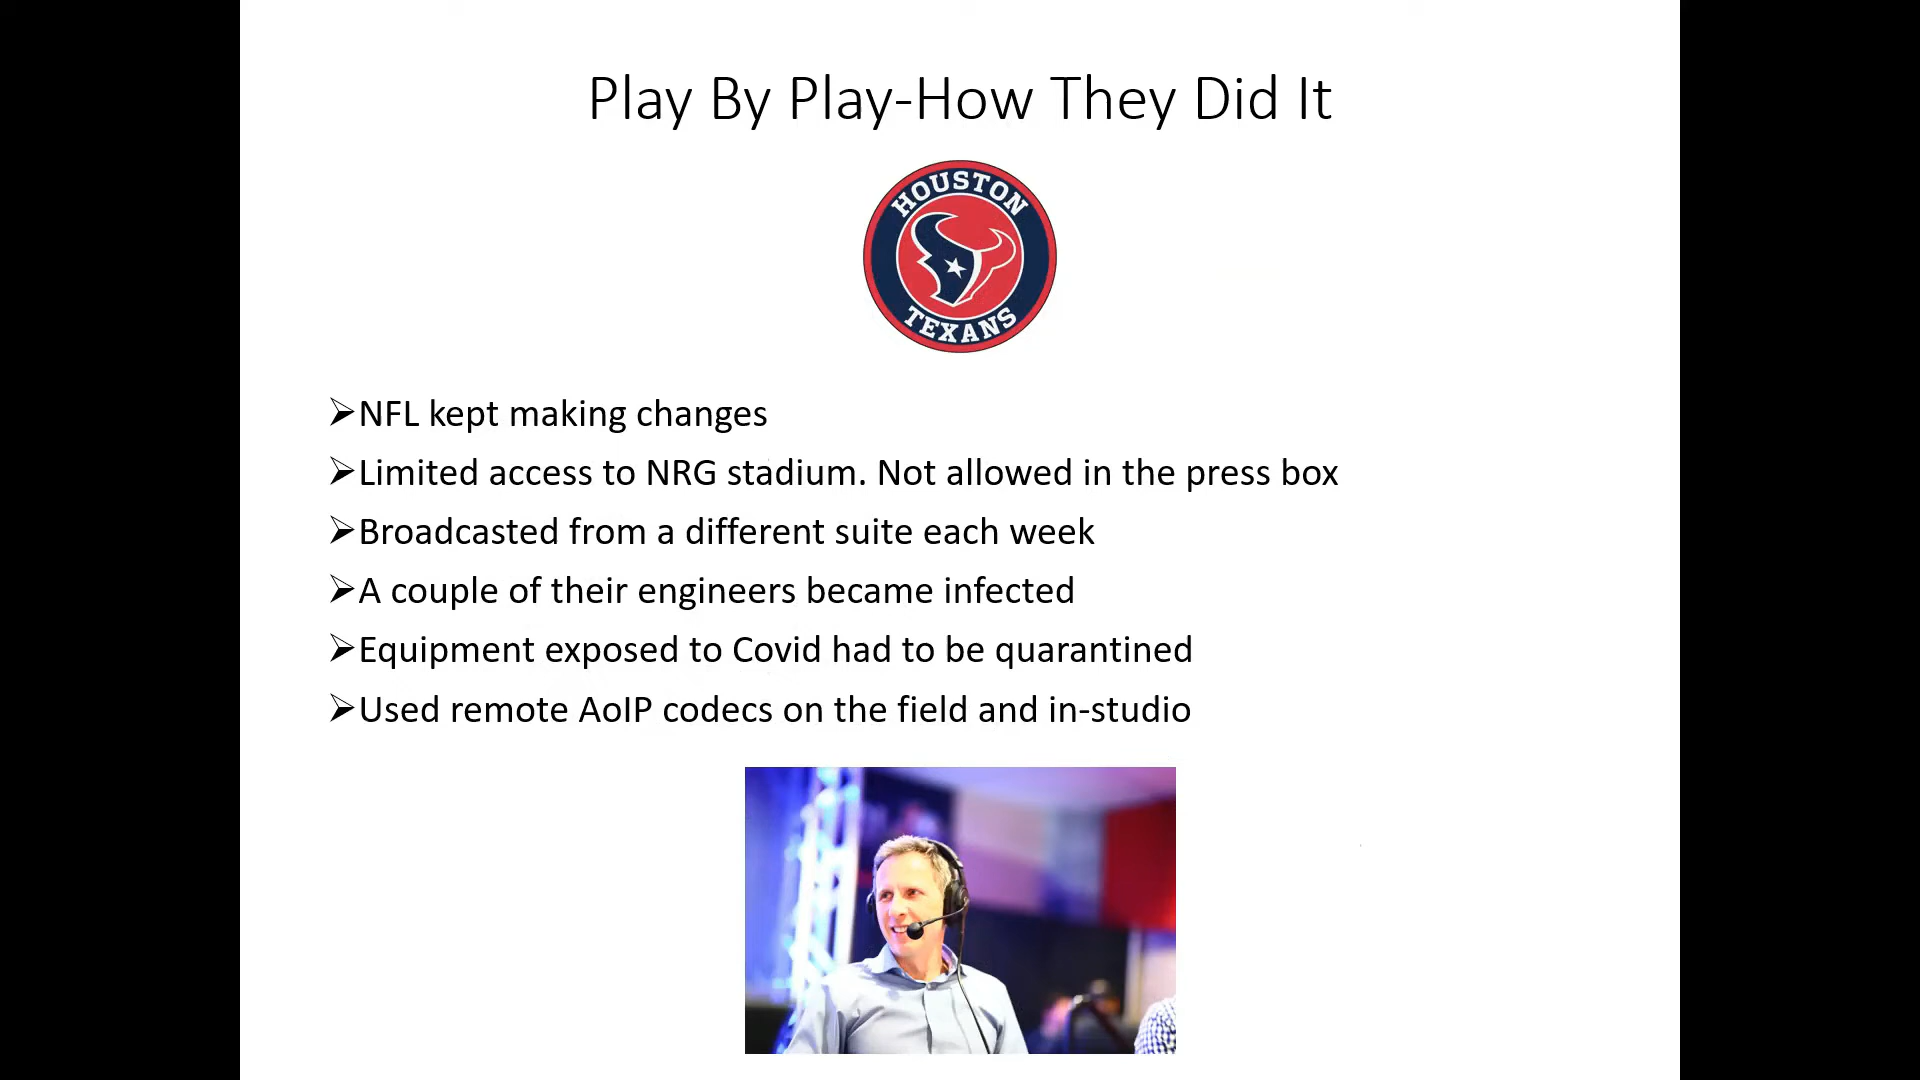 Play By Play-How They Did It
HOUSTON
TEXANS
NFL kept making changes
Limited access to NRG stadium. Not allowed in the press box
Broadcasted from a different suite each week
A couple of their engineers became infected
Equipment exposed to Covid had to be quarantined
Used remote AoIP codecs on the field and in-studio